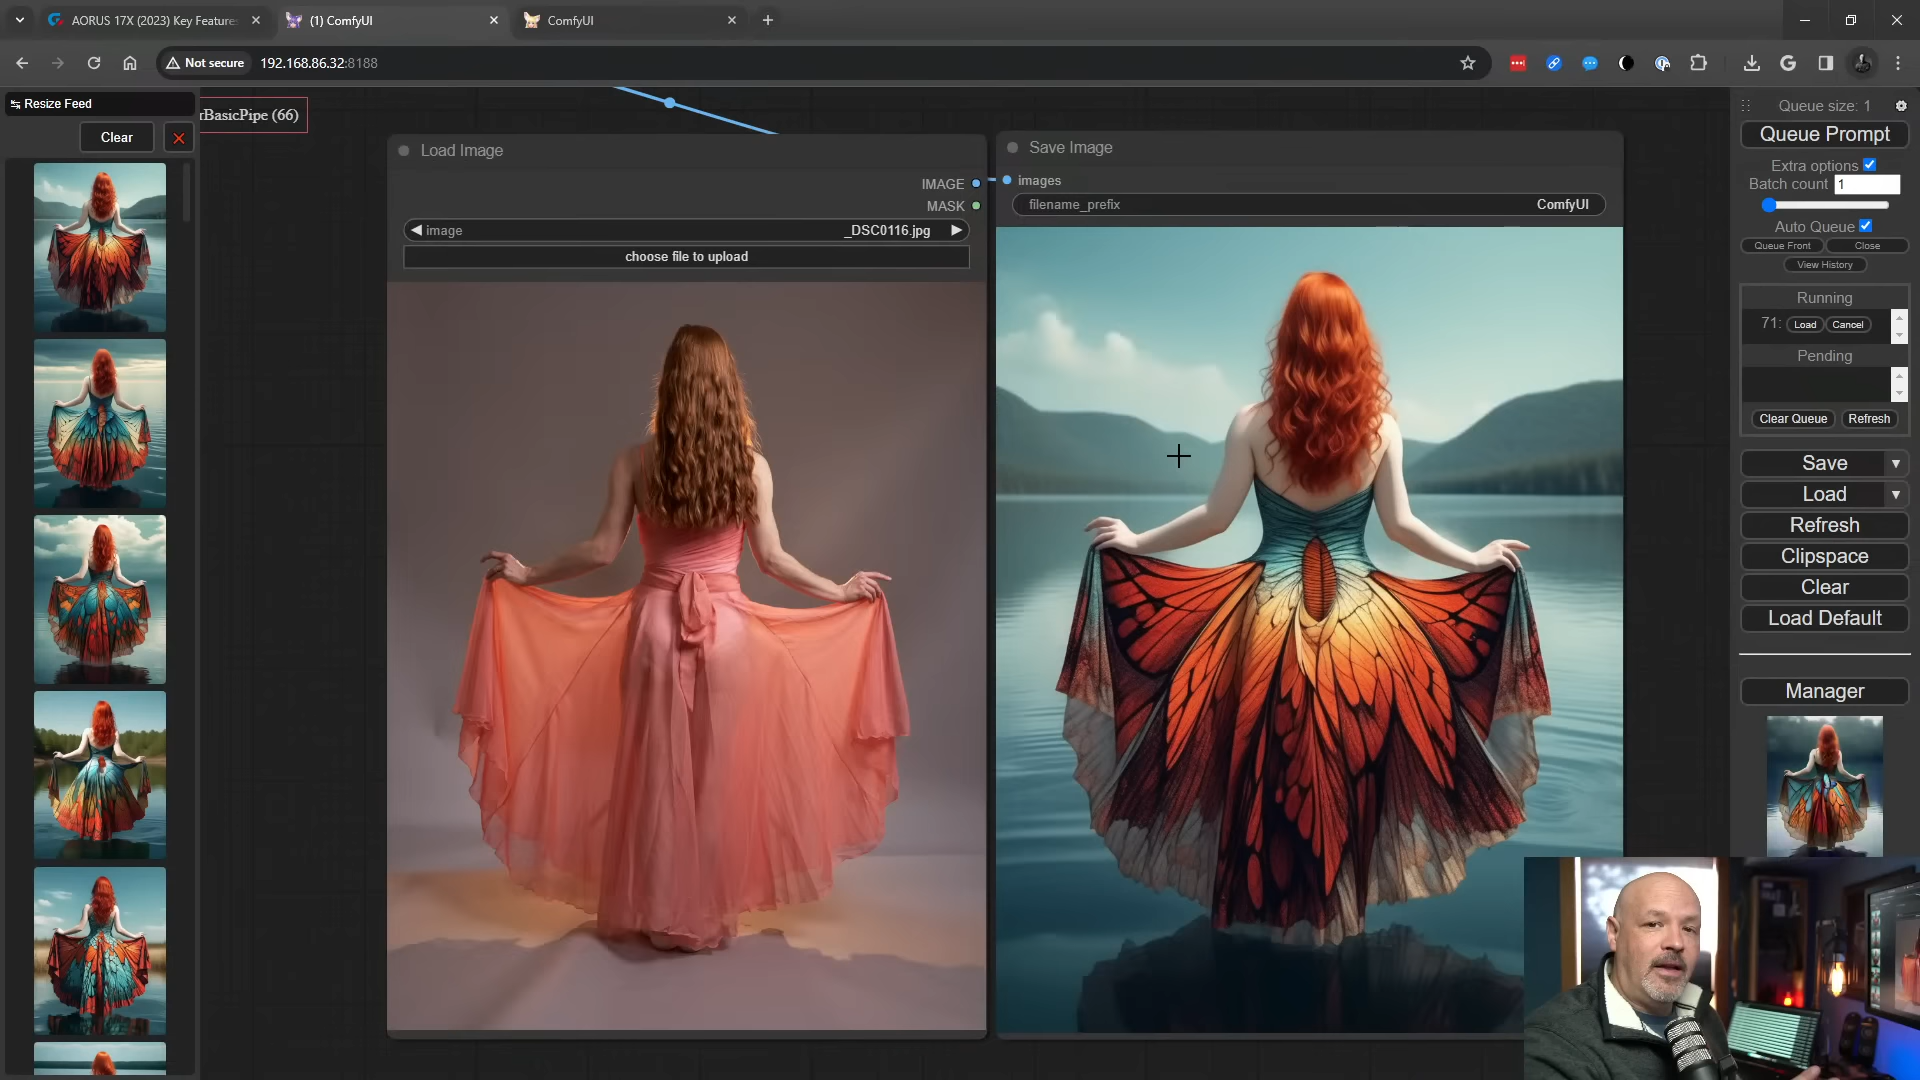 AORUS 17X (2023) Key Feature
(1) ComfyUI
ComfyUI
Not secure
192.168.86.32:8188
Resize Feed
Clear
rBasicPipe (66)
Load Image
IMAGE
MASK
image
_DSC0116.jpg
choose file to upload
Save Image
images
filename_prefix
ComfyUI
Queue size: 1
Queue Prompt
Extra options
Batch count 1
Auto Queue
Queue Front
Close
View History
Running
71: Load Cancel
Pending
Clear Queue
Refresh
Save
Load
Refresh
Clipspace
Clear
Load Default
Manager